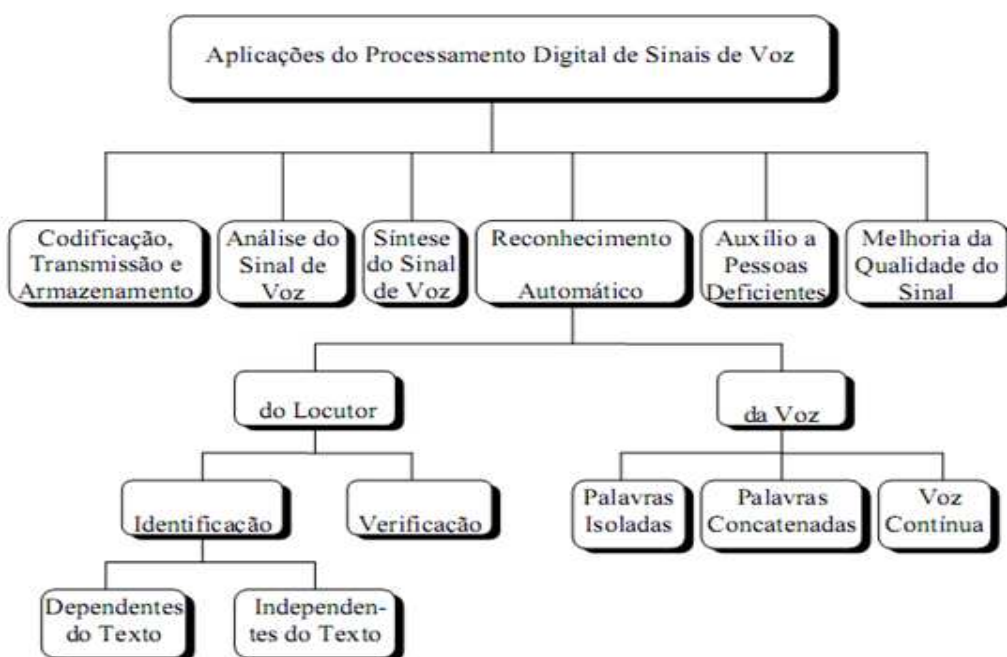 Aplicações do Processamento Digital de Sinais de Voz
Codificação,
Transmissão e
Armazenamento
Análise do
Sinal de
Voz
Síntese
do Sinal
de Voz
Reconhecimento
Automático
Auxílio a
Pessoas
Deficientes
Melhoria da
Qualidade do
Sinal
do Locutor
da Voz
Identificação
Verificação
Palavras
Isoladas
Palavras
Concatenadas
Voz
Contínua
Dependentes
do Texto
Independen-
tes do Texto